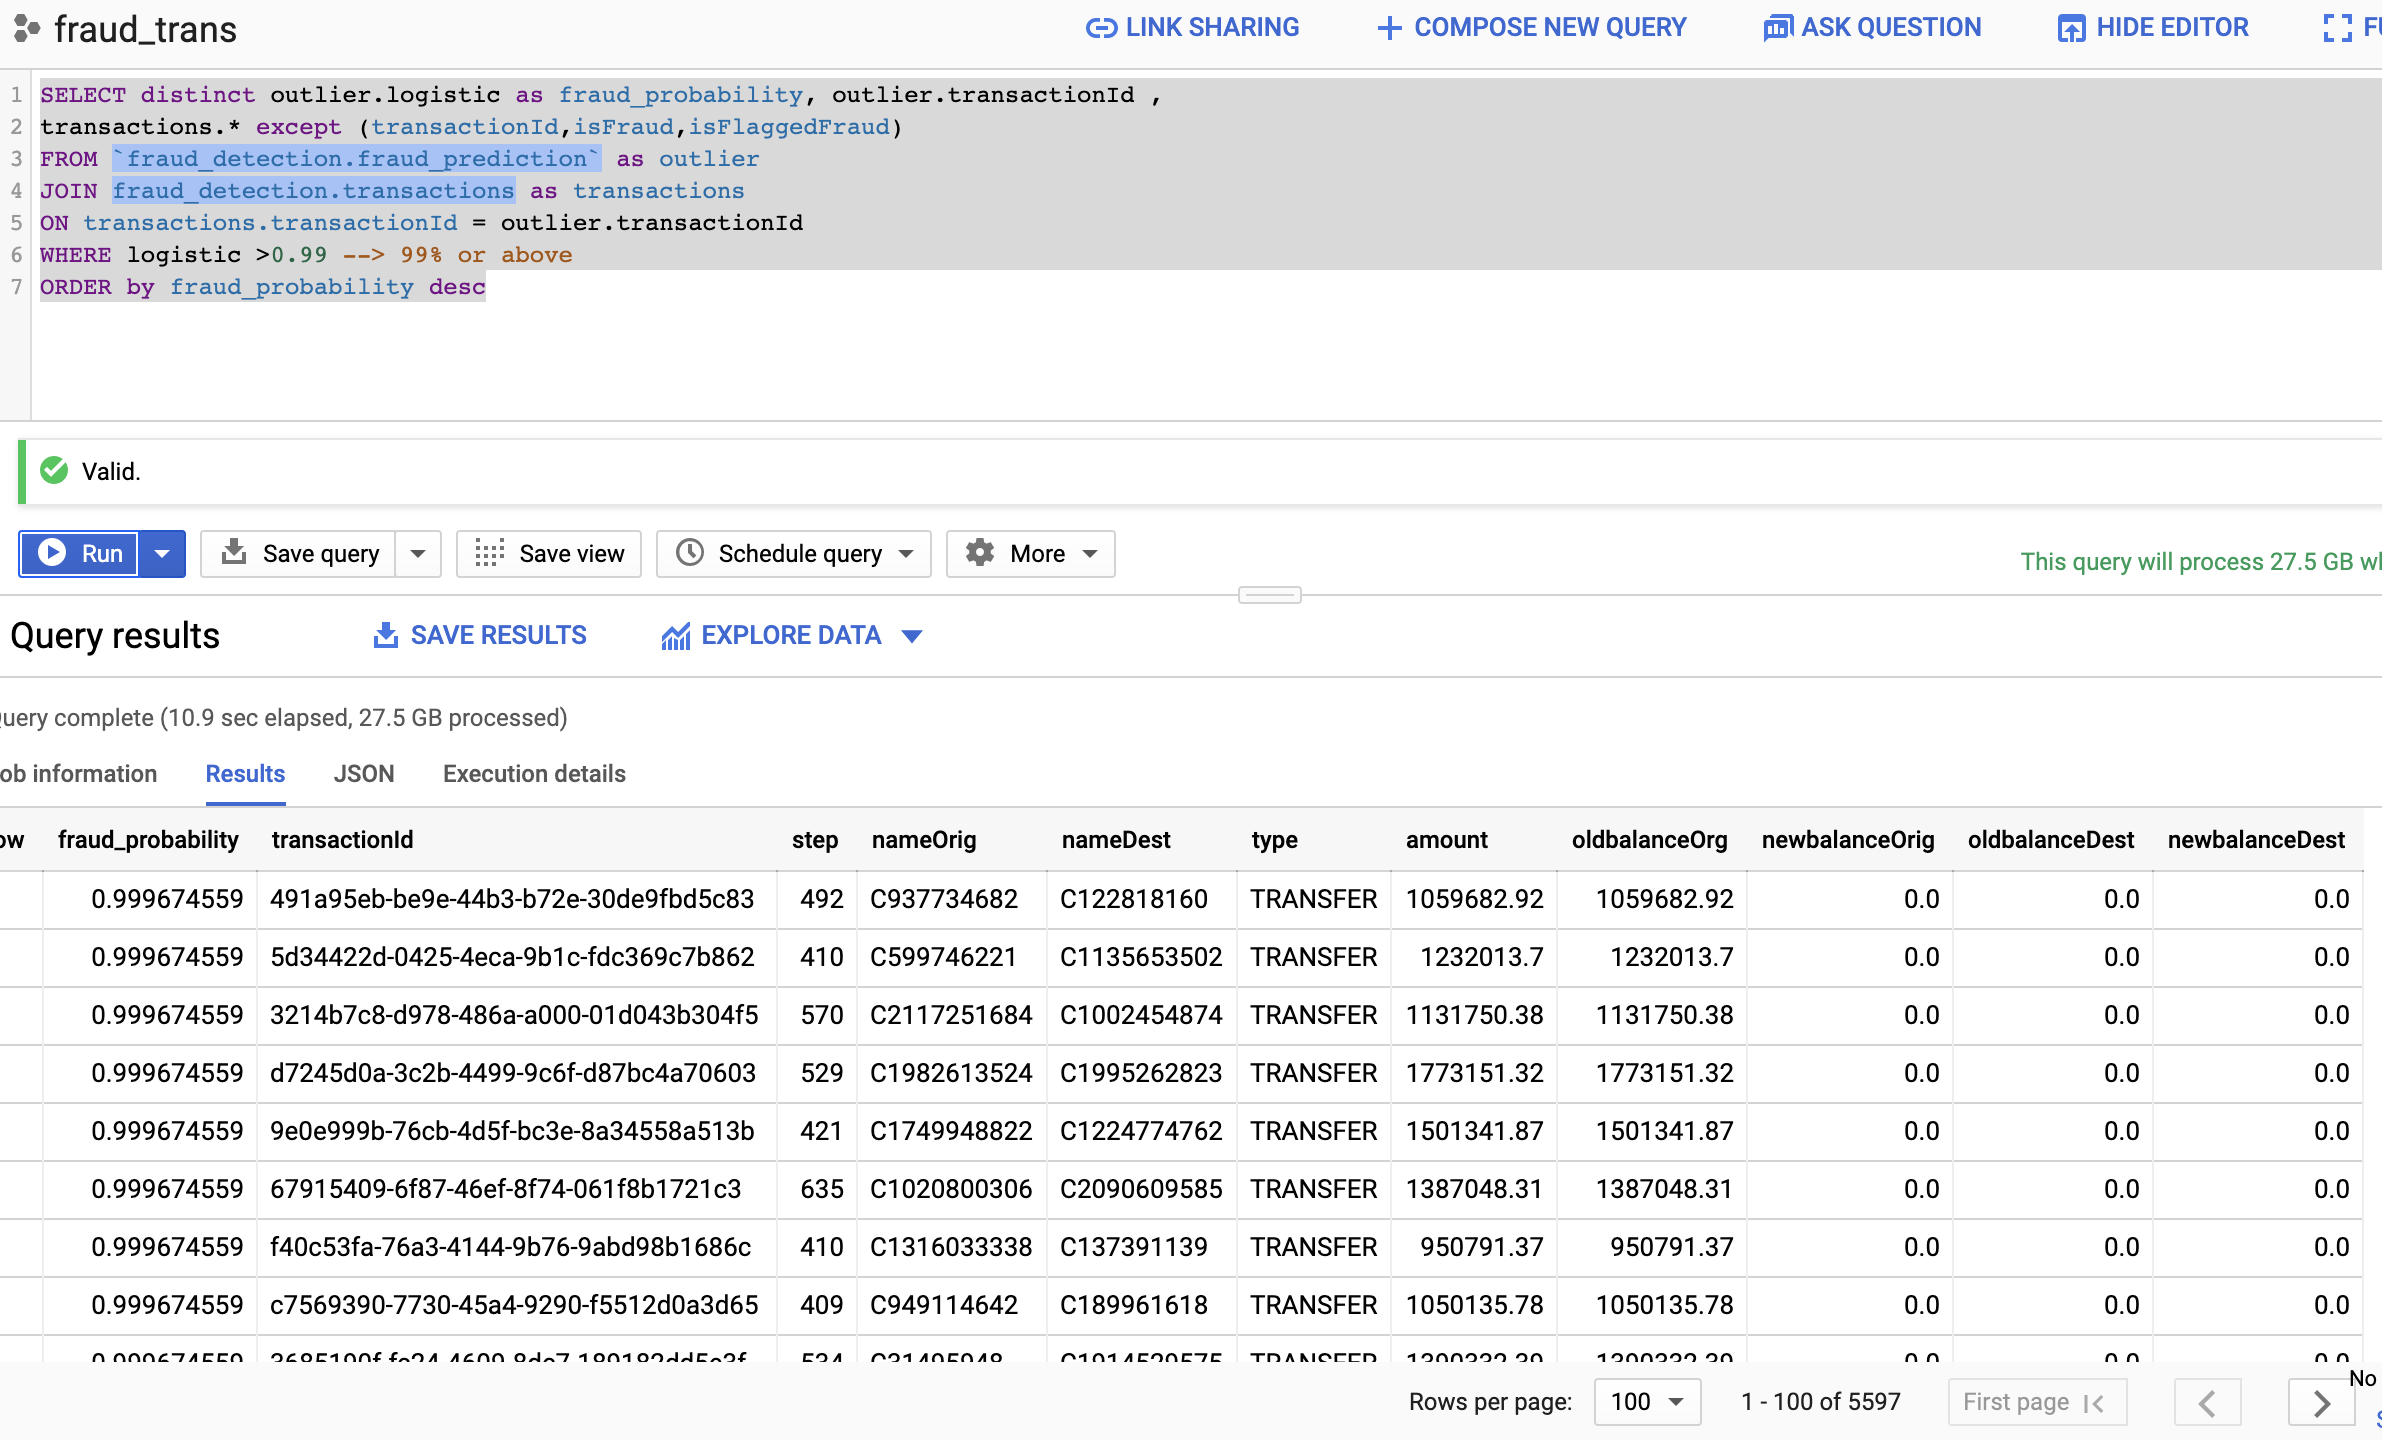 fraud_trans
LINK SHARING
COMPOSE NEW QUERY
ASK QUESTION
HIDE EDITOR
1 SELECT distinct outlier.logistic as fraud_probability, outlier.transactionId ,
2 transactions.* except (transactionId,isFraud,isFlaggedFraud)
3 FROM `fraud_detection.fraud_prediction` as outlier
4 JOIN fraud_detection.transactions as transactions
5 ON transactions.transactionId = outlier.transactionId
6 WHERE logistic >0.99 --> 99% or above
7 ORDER by fraud_probability desc
Valid.
Run
Save query
Save view
Schedule query
More
This query will process 27.5 GB
Query results
SAVE RESULTS
EXPLORE DATA
uery complete (10.9 sec elapsed, 27.5 GB processed)
ob information
Results
JSON
Execution details
ow fraud_probability transactionId step nameOrig nameDest type amount oldbalanceOrg newbalanceOrig oldbalanceDest newbalanceDest
0.999674559 491a95eb-be9e-44b3-b72e-30de9fbd5c83 492 C937734682 C122818160 TRANSFER 1059682.92 1059682.92 0.0 0.0 0.0
0.999674559 5d34422d-0425-4eca-9b1c-fdc369c7b862 410 C599746221 C1135653502 TRANSFER 1232013.7 1232013.7 0.0 0.0 0.0
0.999674559 3214b7c8-d978-486a-a000-01d043b304f5 570 C2117251684 C1002454874 TRANSFER 1131750.38 1131750.38 0.0 0.0 0.0
0.999674559 d7245d0a-3c2b-4499-9c6f-d87bc4a70603 529 C1982613524 C1995262823 TRANSFER 1773151.32 1773151.32 0.0 0.0 0.0
0.999674559 9e0e999b-76cb-4d5f-bc3e-8a34558a513b 421 C1749948822 C1224774762 TRANSFER 1501341.87 1501341.87 0.0 0.0 0.0
0.999674559 67915409-6f87-46ef-8f74-061f8b1721c3 635 C1020800306 C2090609585 TRANSFER 1387048.31 1387048.31 0.0 0.0 0.0
0.999674559 f40c53fa-76a3-4144-9b76-9abd98b1686c 410 C1316033338 C137391139 TRANSFER 950791.37 950791.37 0.0 0.0 0.0
0.999674559 c7569390-7730-45a4-9290-f5512d0a3d65 409 C949114642 C189961618 TRANSFER 1050135.78 1050135.78 0.0 0.0 0.0
0.999674559 534 TRANSFER 0.0 0.0 0.0
No
Rows per page: 100 1 - 100 of 5597 First page